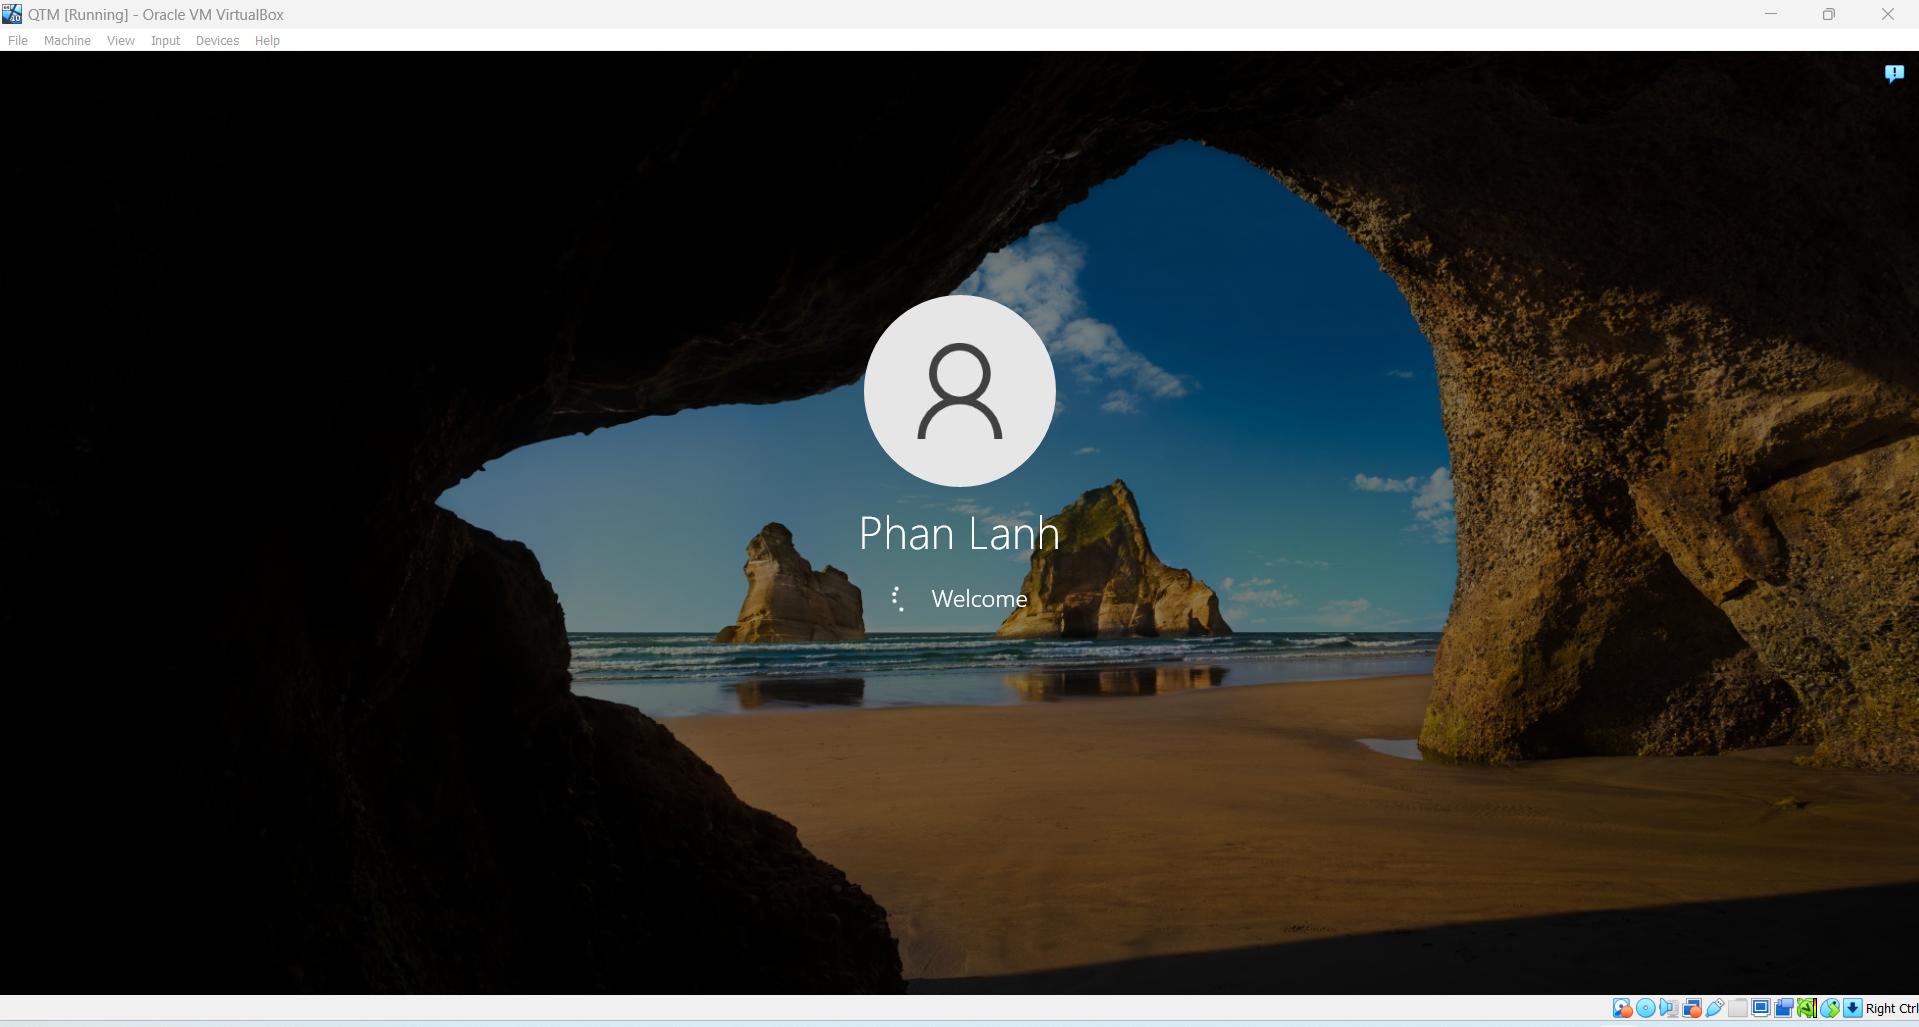 QTM [Running] - Oracle VM VirtualBox
File Machine View Input Devices Help
Phan Lanh
Welcome
Right Ctrl